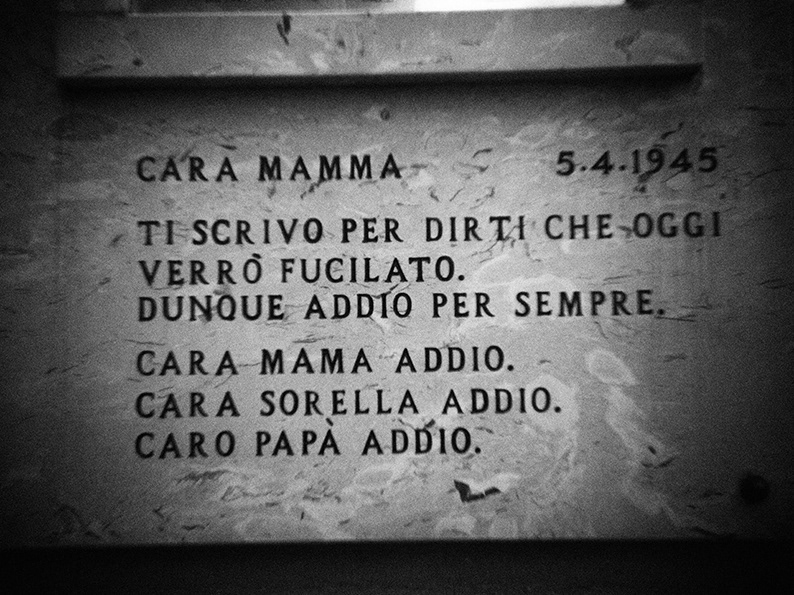 CARA MAMMA 5.4.1945
TI SCRIVO PER DIRTI CHE OGGI
VERRÒ FUCILATO.
DUNQUE ADDIO PER SEMPRE.
CARA MAMA ADDIO.
CARA SORELLA ADDIO.
CARO PAPÀ ADDIO.